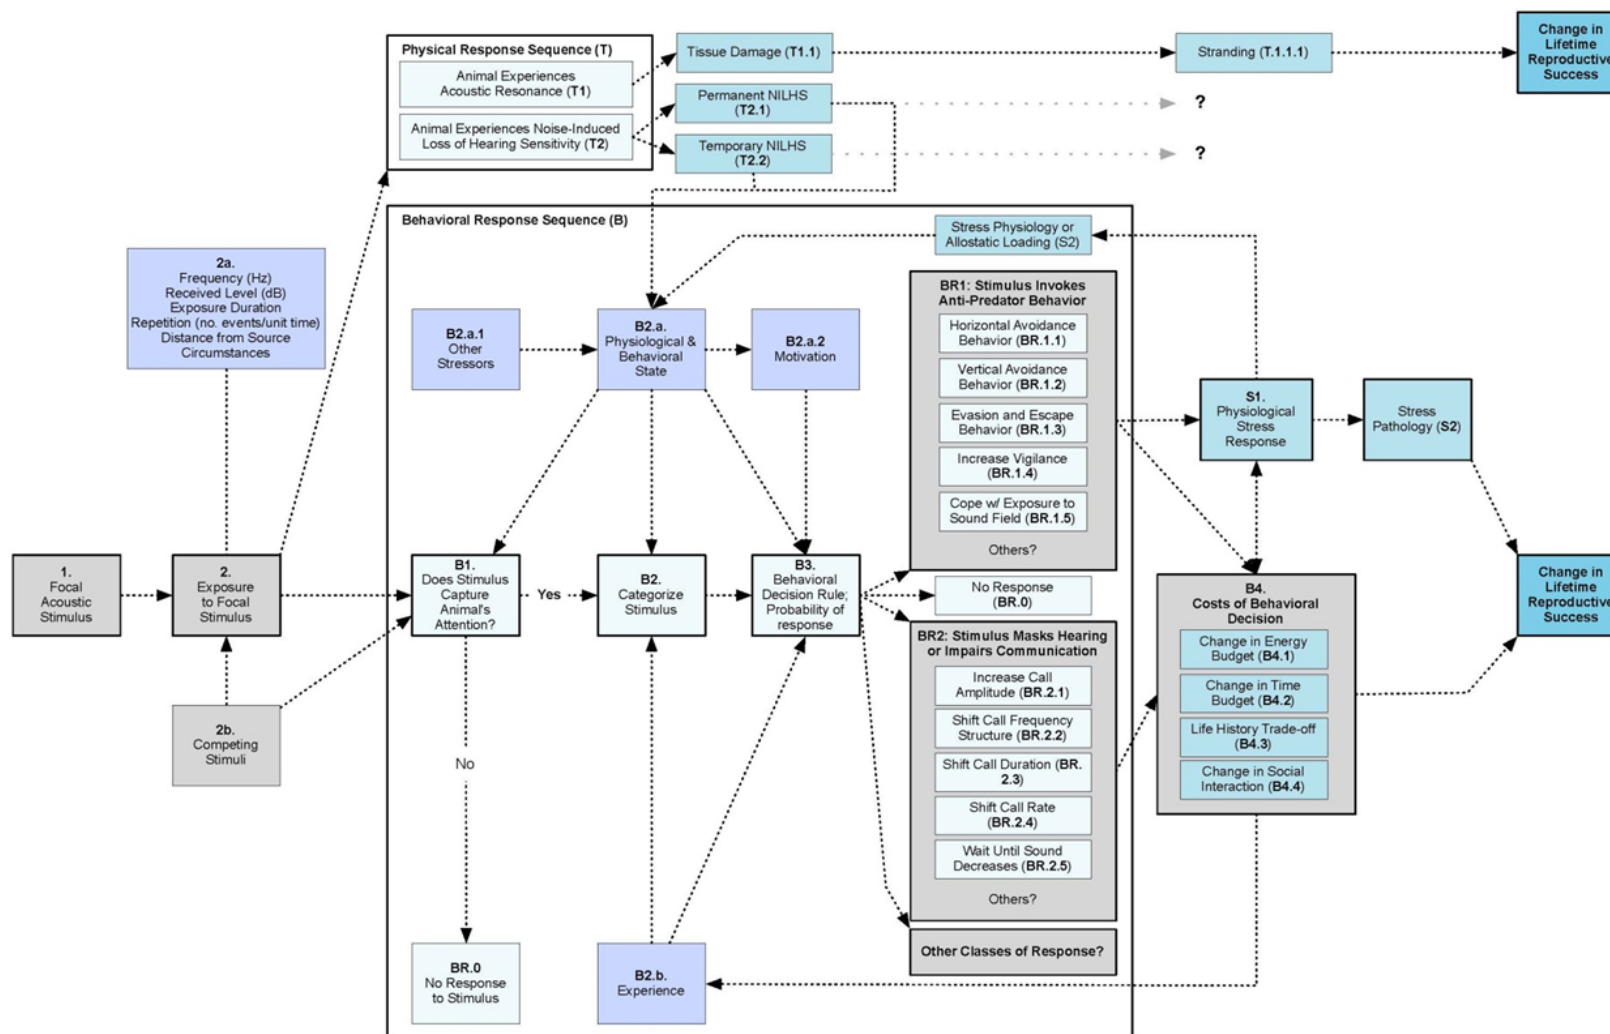 Physical Response Sequence (T)
Animal Experiences
Acoustic Resonance (T1)
Animal Experiences Noise-Induced
Loss of Hearing Sensitivity (T2)
Tissue Damage (T1.1)
Permanent NILHS
(T2.1)
Temporary NILHS
(T2.2)
Stranding (T.1.1.1)
?
?
Change in
Lifetime
Reproductive
Success
Behavioral Response Sequence (B)
Stress Physiology or
Allostatic Loading (S2)
2a.
Frequency (Hz)
Received Level (dB)
Exposure Duration
Repetition (no. events/unit time)
Distance from Source
Circumstances
B2.a.1
Other
Stressors
B2.a.
Physiological &
Behavioral
State
B2.a.2
Motivation
BR1: Stimulus Invokes
Anti-Predator Behavior
Horizontal Avoidance
Behavior (BR.1.1)
Vertical Avoidance
Behavior (BR.1.2)
Evasion and Escape
Behavior (BR.1.3)
Increase Vigilance
(BR.1.4)
Cope w/ Exposure to
Sound Field (BR.1.5)
Others?
S1.
Physiological
Stress
Response
Stress
Pathology (S2)
1.
Focal
Acoustic
Stimulus
2.
Exposure
to Focal
Stimulus
B1.
Does Stimulus
Capture
Animal's
Attention?
Yes
B2.
Categorize
Stimulus
B3.
Behavioral
Decision Rule;
Probability of
response
No Response
(BR.0)
BR2: Stimulus Masks Hearing
or Impairs Communication
Increase Call
Amplitude (BR.2.1)
Shift Call Frequency
Structure (BR.2.2)
Shift Call Duration (BR.
2.3)
Shift Call Rate
(BR.2.4)
Wait Until Sound
Decreases (BR.2.5)
Others?
B4.
Costs of Behavioral
Decision
Change in Energy
Budget (B4.1)
Change in Time
Budget (B4.2)
Life History Trade-off
(B4.3)
Change in Social
Interaction (B4.4)
Change in
Lifetime
Reproductive
Success
2b.
Competing
Stimuli
No
BR.0
No Response
to Stimulus
B2.b.
Experience
Other Classes of Response?